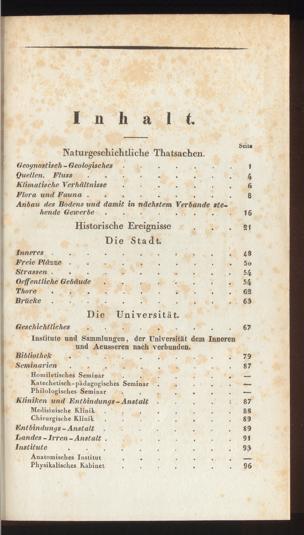 Inhalt.
Seite
Naturgeschichtliche Thatsachen.
Geognostisch-Geologisches . . . . . . . 1
Quellen. Fluss . . . . . . . 4
Klimatische Verhältnisse . . . . . . . 6
Flora und Fauna . . . . . . . 8
Anbau des Bodens und damit in nächstem Verbande ste-
hende Gewerbe . . . . . . . 16
Historische Ereignisse . . . 21
Die Stadt.
Inneres . . . . . . . 48
Freie Plätze . . . . . . . 50
Strassen . . . . . . . 54
Oeffentliche Gebäude . . . . . . . 54
Thore . . . . . . . 62
Brücke . . . . . . . 63
Die Universität.
Geschichtliches . . . . . . . 67
Institute und Sammlungen, der Universität dem Inneren
und Aeusseren nach verbunden.
Bibliothek . . . . . . . 79
Seminarien . . . . . . . 87
Homiletisches Seminar . . . . . . . —
Katechetisch-pädagogisches Seminar . . . . . —
Philologisches Seminar . . . . . . . —
Kliniken und Entbindungs-Anstalt . . . . . 87
Medizinische Klinik . . . . . . . 88
Chirurgische Klinik . . . . . . . 89
Entbindungs-Anstalt . . . . . . . 89
Landes-Irren-Anstalt . . . . . . . 91
Institute . . . . . . . 93
Anatomisches Institut . . . . . . . —
Physikalisches Kabinet . . . . . . . 96